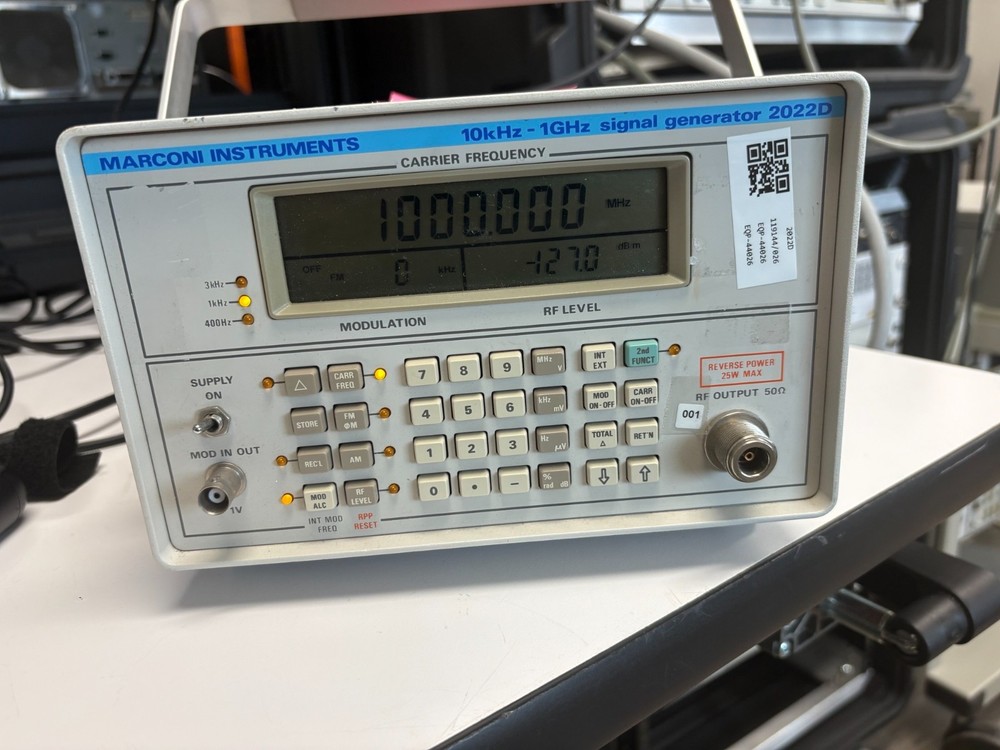 MARCONI INSTRUMENTS
10kHz - 1GHz signal generator 2022D
CARRIER FREQUENCY
1000.000 MHz
OFF FM 0 kHz
-127.0 dBm
3kHz
1kHz
400Hz
MODULATION
RF LEVEL
2022D
119144/026
EQP-44026
EQP-44026
SUPPLY
ON
MOD IN OUT
1V
△
CARR
FREQ
STORE
FM
ΦM
RECL
AM
MOD
ALC
RF
LEVEL
INT MOD
FREQ
RPP
RESET
7
8
9
MHz
V
4
5
6
kHz
mV
1
2
3
Hz
µV
0
•
−
%
rad dB
INT
EXT
2nd
FUNCT
MOD
ON-OFF
CARR
ON-OFF
TOTAL
△
RET'N
⇩
⇧
REVERSE POWER
25W MAX
RF OUTPUT 50Ω
001